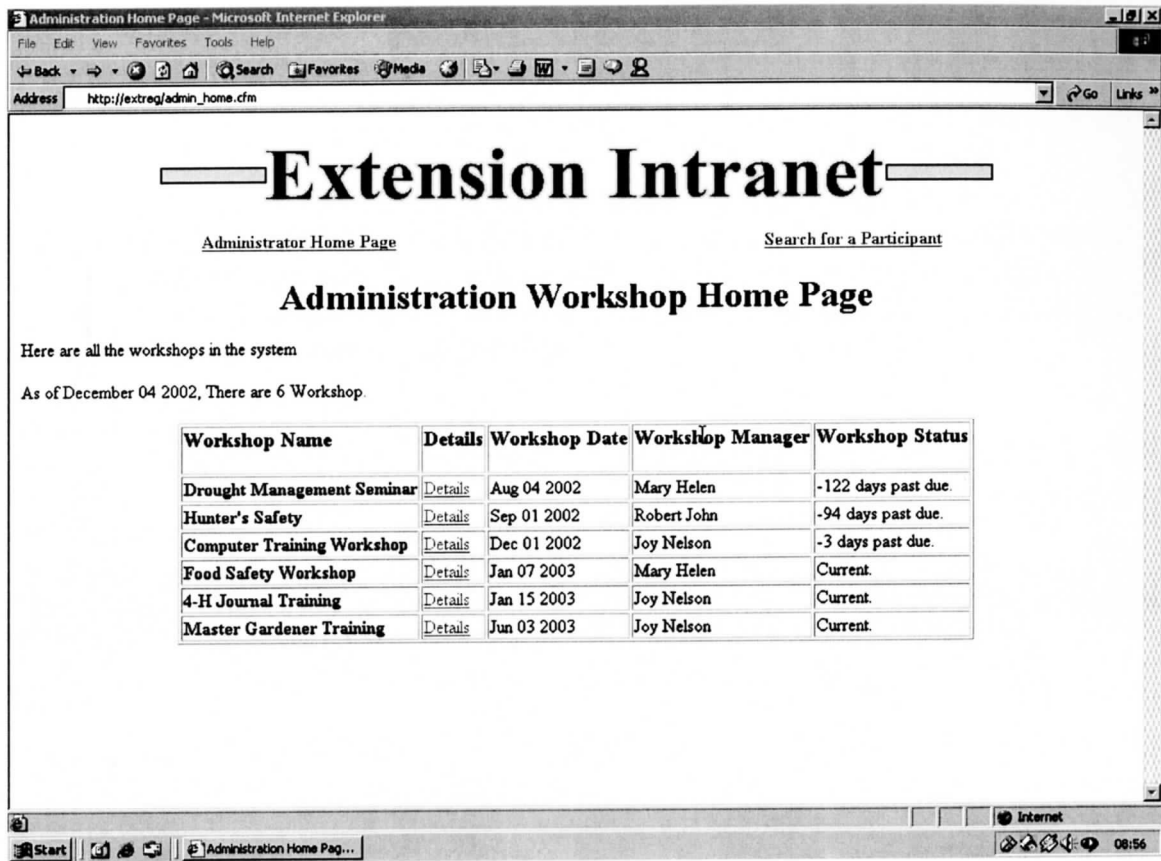 Administration Home Page - Microsoft Internet Explorer
File Edit View Favorites Tools Help
Back Search Favorites Media
Address http://extreg/admin_home.cfm Go Links »
Extension Intranet
Administrator Home Page Search for a Participant
Administration Workshop Home Page
Here are all the workshops in the system
As of December 04 2002, There are 6 Workshop.
Workshop Name Details Workshop Date Workshop Manager Workshop Status
Drought Management Seminar Details Aug 04 2002 Mary Helen -122 days past due.
Hunter's Safety Details Sep 01 2002 Robert John -94 days past due.
Computer Training Workshop Details Dec 01 2002 Joy Nelson -3 days past due.
Food Safety Workshop Details Jan 07 2003 Mary Helen Current.
4-H Journal Training Details Jan 15 2003 Joy Nelson Current.
Master Gardener Training Details Jun 03 2003 Joy Nelson Current.
Internet
Start Administration Home Pag... 08:56